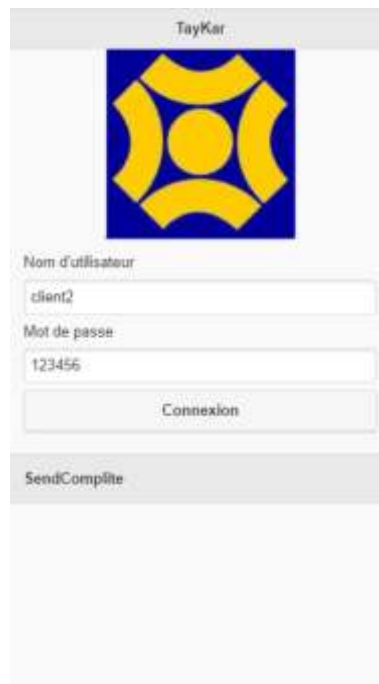 TayKar
Nom d'utilisateur
client2
Mot de passe
123456
Connexion
SendComplite